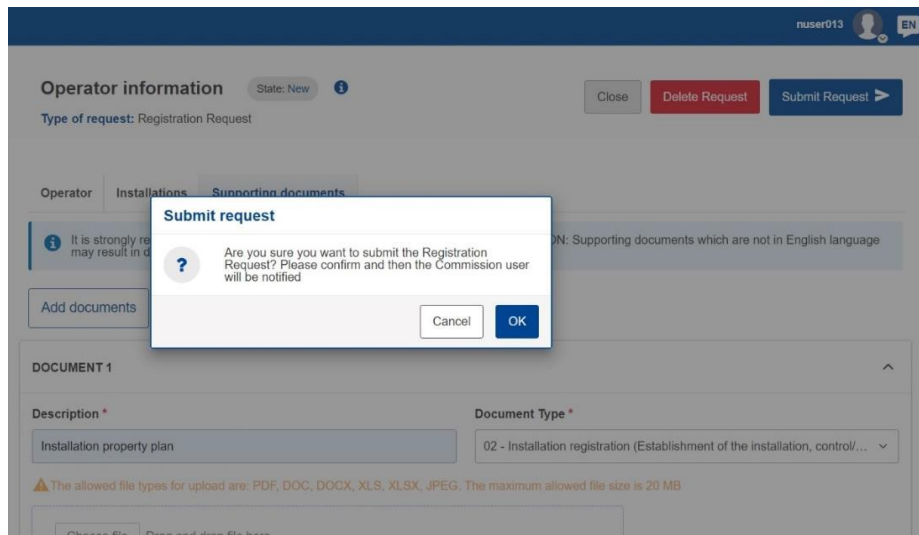 nuser013
EN
Operator information State: New
Close Delete Request Submit Request
Type of request: Registration Request
Operator Installations Supporting documents
Submit request
It is strongly re ON: Supporting documents which are not in English language
may result in d
? Are you sure you want to submit the Registration
Request? Please confirm and then the Commission user
will be notified
Add documents
Cancel OK
DOCUMENT 1
Description * Document Type *
Installation property plan 02 - Installation registration (Establishment of the installation, control/...
The allowed file types for upload are: PDF, DOC, DOCX, XLS, XLSX, JPEG. The maximum allowed file size is 20 MB
Choose file Drag and drop file here